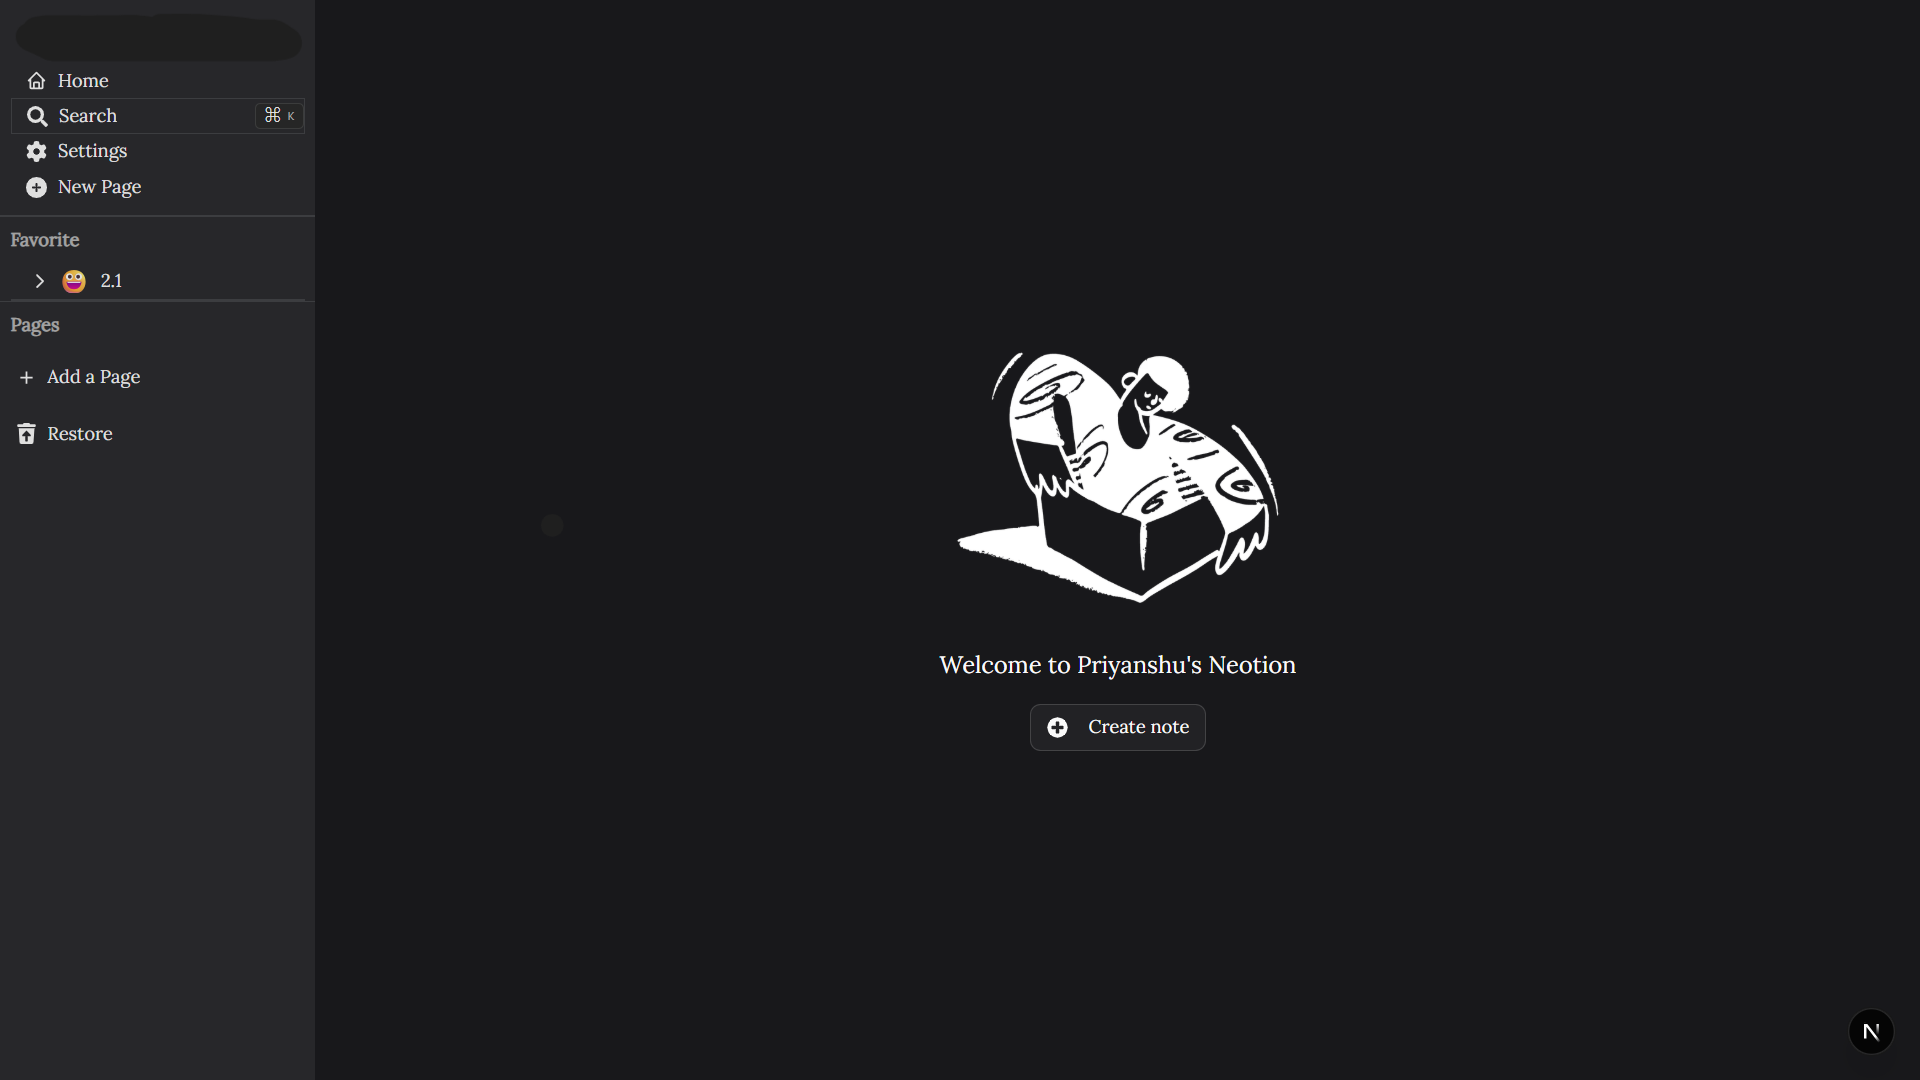 Home
Search ⌘ K
Settings
New Page
Favorite
2.1
Pages
Add a Page
Restore
Welcome to Priyanshu's Neotion
Create note
N